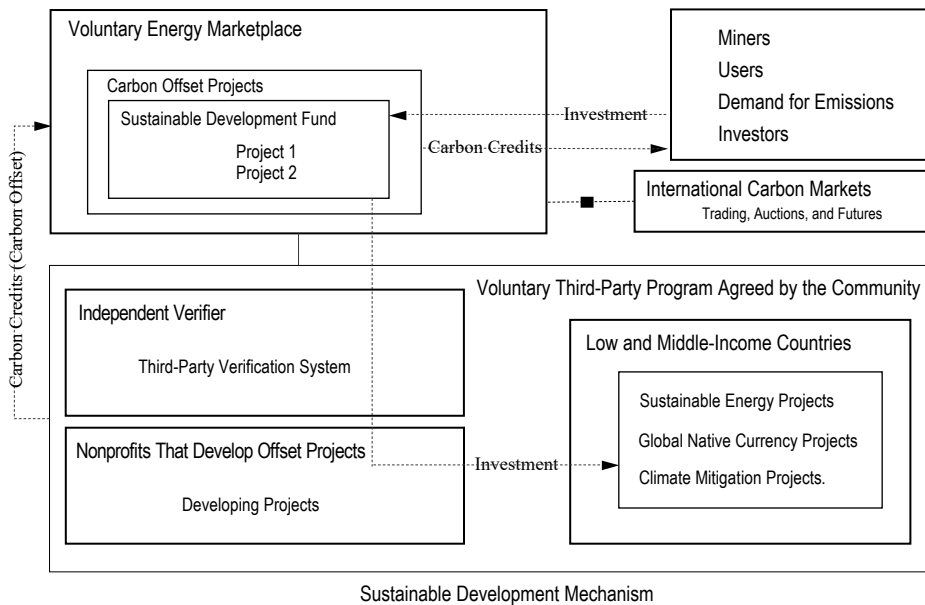 Voluntary Energy Marketplace
Carbon Offset Projects
Sustainable Development Fund
Project 1
Project 2
Investment
Carbon Credits
Miners
Users
Demand for Emissions
Investors
International Carbon Markets
Trading, Auctions, and Futures
Carbon Credits (Carbon Offset)
Voluntary Third-Party Program Agreed by the Community
Independent Verifier
Third-Party Verification System
Nonprofits That Develop Offset Projects
Developing Projects
Investment
Low and Middle-Income Countries
Sustainable Energy Projects
Global Native Currency Projects
Climate Mitigation Projects.
Sustainable Development Mechanism